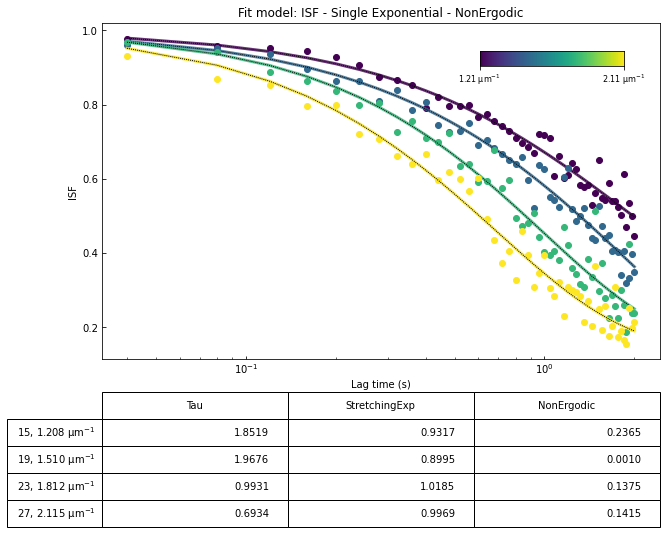 Fit model: ISF - Single Exponential - NonErgodic
1.0
0.8
0.6
0.4
0.2
ISF
1.21 μm⁻¹ 2.11 μm⁻¹
10⁻¹ 10⁰
Lag time (s)
Tau StretchingExp NonErgodic
15, 1.208 μm⁻¹ 1.8519 0.9317 0.2365
19, 1.510 μm⁻¹ 1.9676 0.8995 0.0010
23, 1.812 μm⁻¹ 0.9931 1.0185 0.1375
27, 2.115 μm⁻¹ 0.6934 0.9969 0.1415